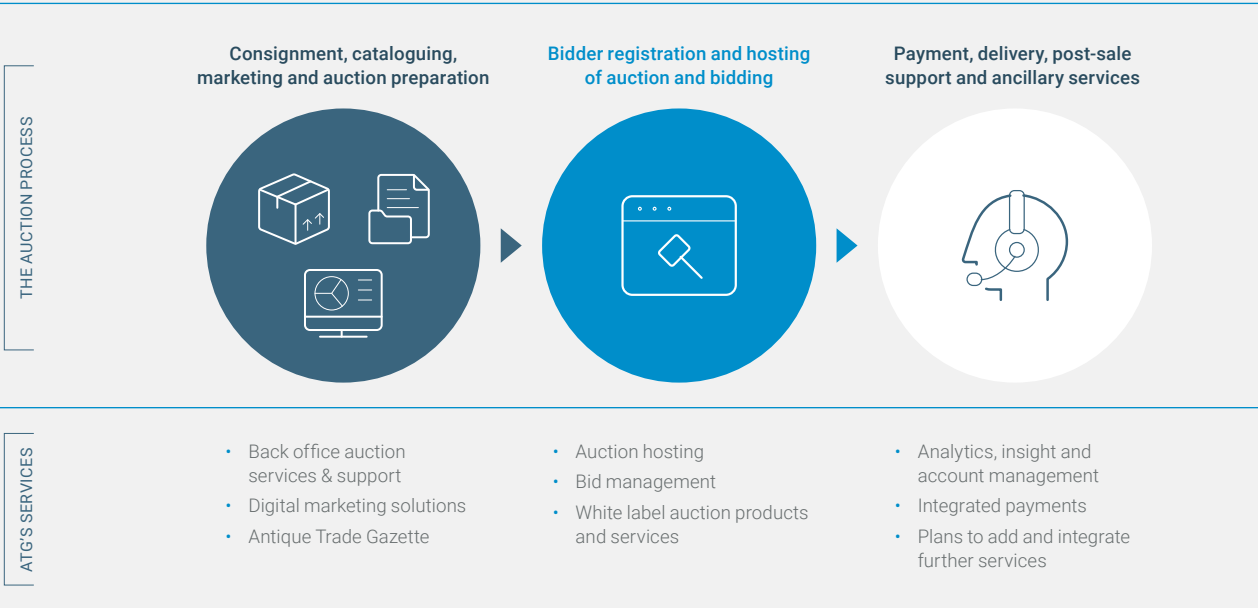 THE AUCTION PROCESS
Consignment, cataloguing,
marketing and auction preparation
Bidder registration and hosting
of auction and bidding
Payment, delivery, post-sale
support and ancillary services
ATG'S SERVICES
• Back office auction
services & support
• Digital marketing solutions
• Antique Trade Gazette
• Auction hosting
• Bid management
• White label auction products
and services
• Analytics, insight and
account management
• Integrated payments
• Plans to add and integrate
further services